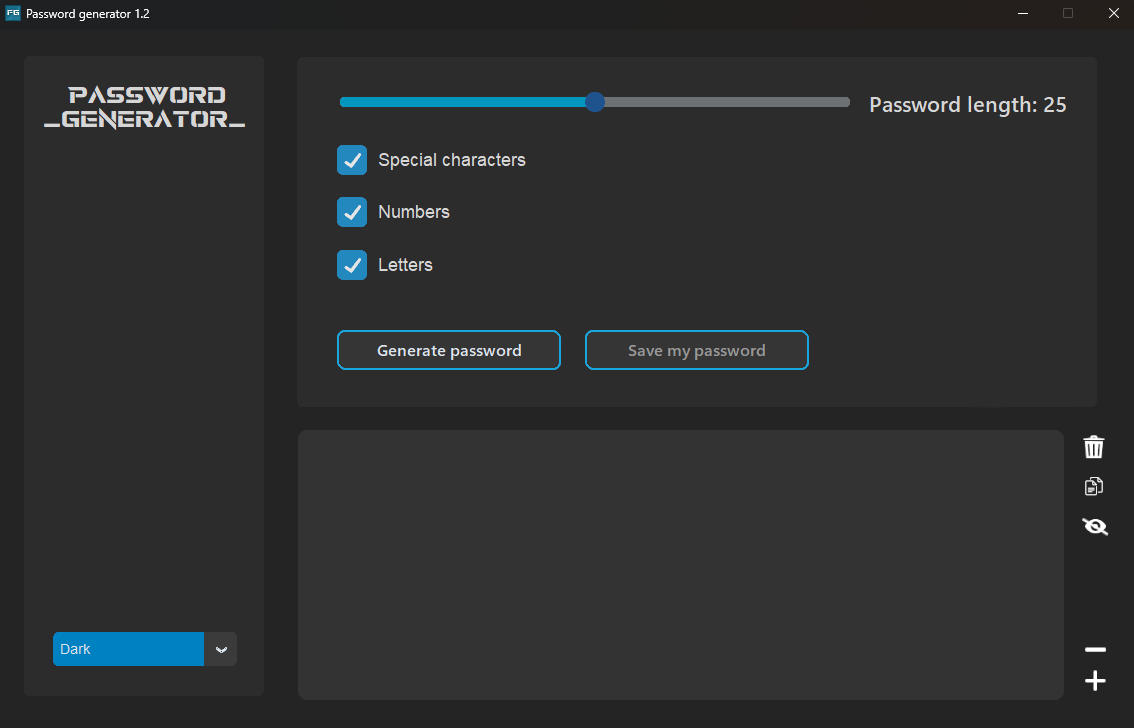 FG Password generator 1.2
PASSWORD
_GENERATOR_
Password length: 25
Special characters
Numbers
Letters
Generate password
Save my password
Dark